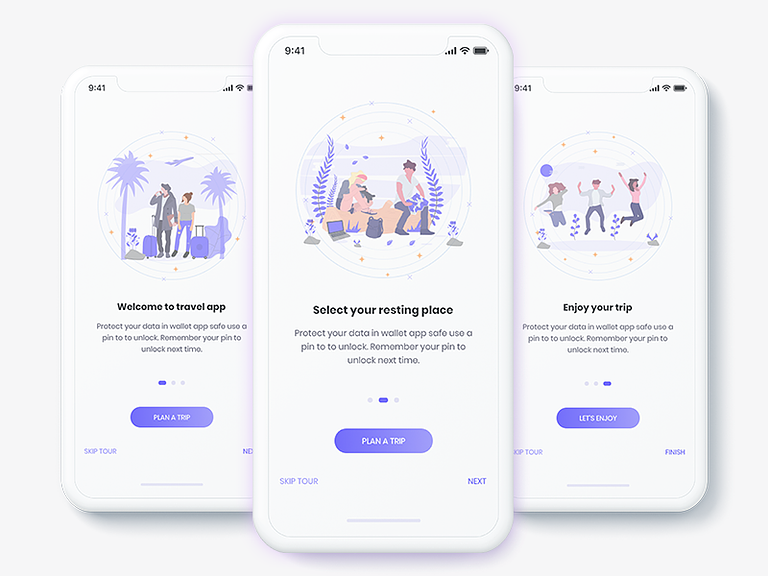 9:41
Welcome to travel app
Protect your data in wallet app safe use a
pin to to unlock. Remember your pin to
unlock next time.
PLAN A TRIP
SKIP TOUR
9:41
Select your resting place
Protect your data in wallet app safe use a
pin to to unlock. Remember your pin to
unlock next time.
PLAN A TRIP
SKIP TOUR
NEXT
9:41
Enjoy your trip
Protect your data in wallet app safe use a
pin to to unlock. Remember your pin to
unlock next time.
LET'S ENJOY
TOUR
FINISH